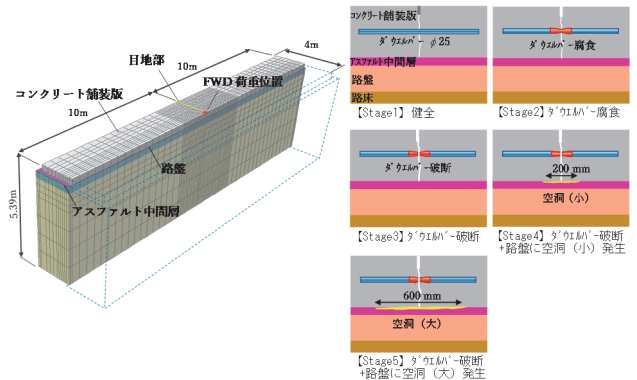 4m
目地部
10m
FWD 荷重位置
コンクリート舗装版
10m
路盤
5.39m
アスファルト中間層
コンクリート舗装版
ダウエルバー φ25
アスファルト中間層
路盤
路床
【Stage1】健全
ダウエルバー腐食
【Stage2】ダウエルバー腐食
ダウエルバー破断
【Stage3】ダウエルバー破断
200 mm
空洞（小）
【Stage4】ダウエルバー破断
+路盤に空洞（小）発生
600 mm
空洞（大）
【Stage5】ダウエルバー破断
+路盤に空洞（大）発生